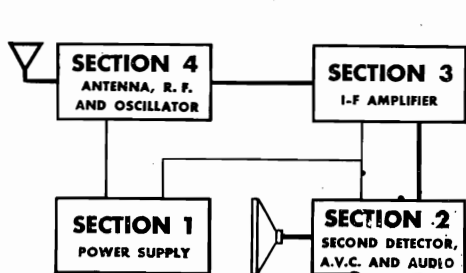 SECTION 4
ANTENNA, R. F.
AND OSCILLATOR
SECTION 3
I-F AMPLIFIER
SECTION 1
POWER SUPPLY
SECTION 2
SECOND DETECTOR,
A.V.C. AND AUDIO